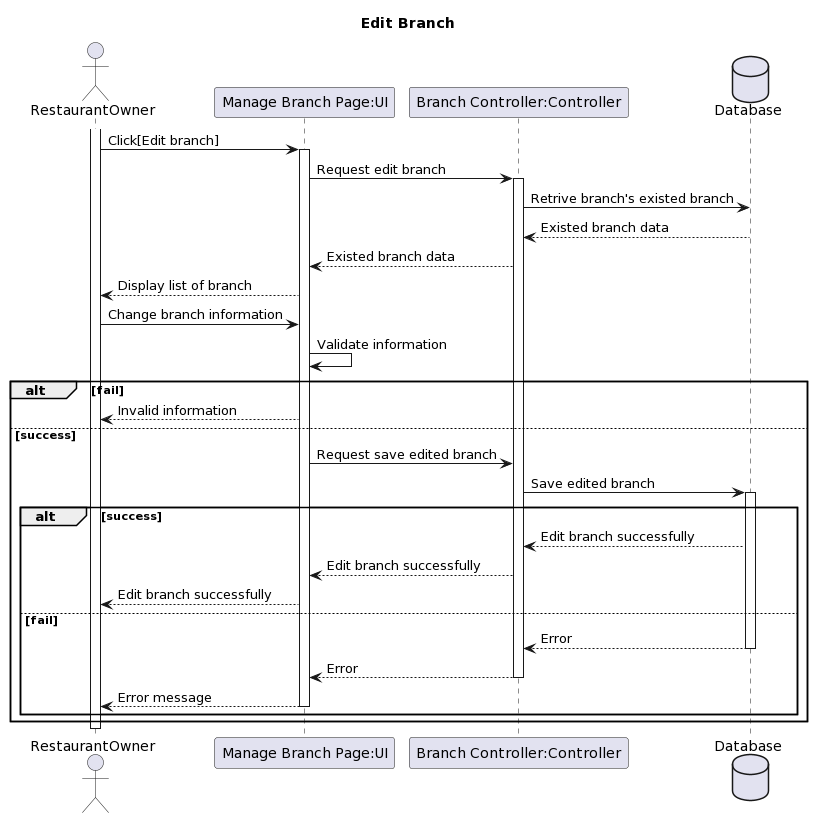 Edit Branch
RestaurantOwner
Manage Branch Page:UI
Branch Controller:Controller
Database
Click[Edit branch]
Request edit branch
Retrive branch's existed branch
Existed branch data
Existed branch data
Display list of branch
Change branch information
Validate information
alt
[fail]
Invalid information
[success]
Request save edited branch
Save edited branch
alt
[success]
Edit branch successfully
Edit branch successfully
Edit branch successfully
[fail]
Error
Error
Error message
RestaurantOwner
Manage Branch Page:UI
Branch Controller:Controller
Database